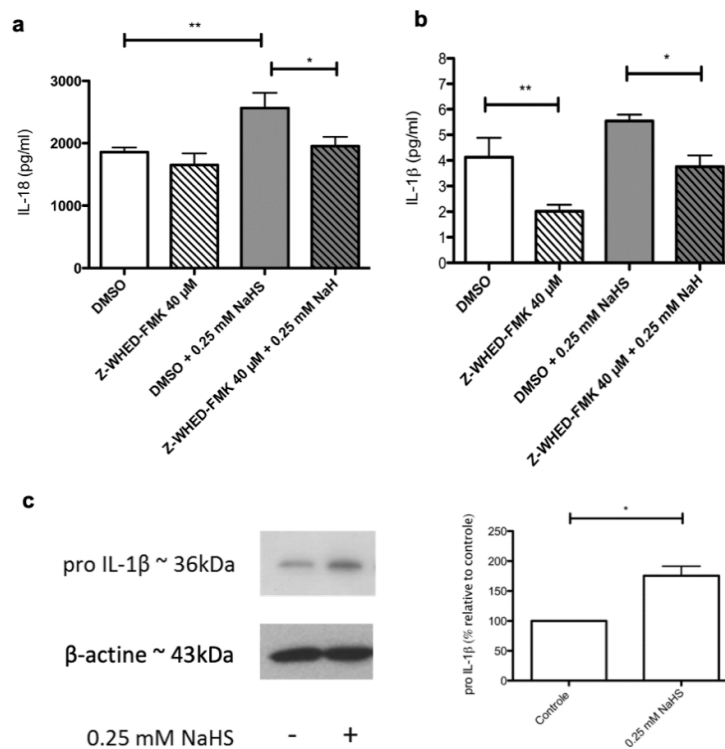 a
**
*
3000
2000
1000
0
IL-18 (pg/ml)
DMSO
Z-WHED-FMK 40 µM
DMSO + 0.25 mM NaHS
Z-WHED-FMK 40 µM + 0.25 mM NaH
b
*
**
8
7
6
5
4
3
2
1
0
IL-1β (pg/ml)
DMSO
Z-WHED-FMK 40 µM
DMSO + 0.25 mM NaHS
Z-WHED-FMK 40 µM + 0.25 mM NaH
c
pro IL-1β ~ 36kDa
β-actine ~ 43kDa
0.25 mM NaHS - +
*
250
200
150
100
50
0
pro IL-1β (% relative to controle)
Controle
0.25 mM NaHS